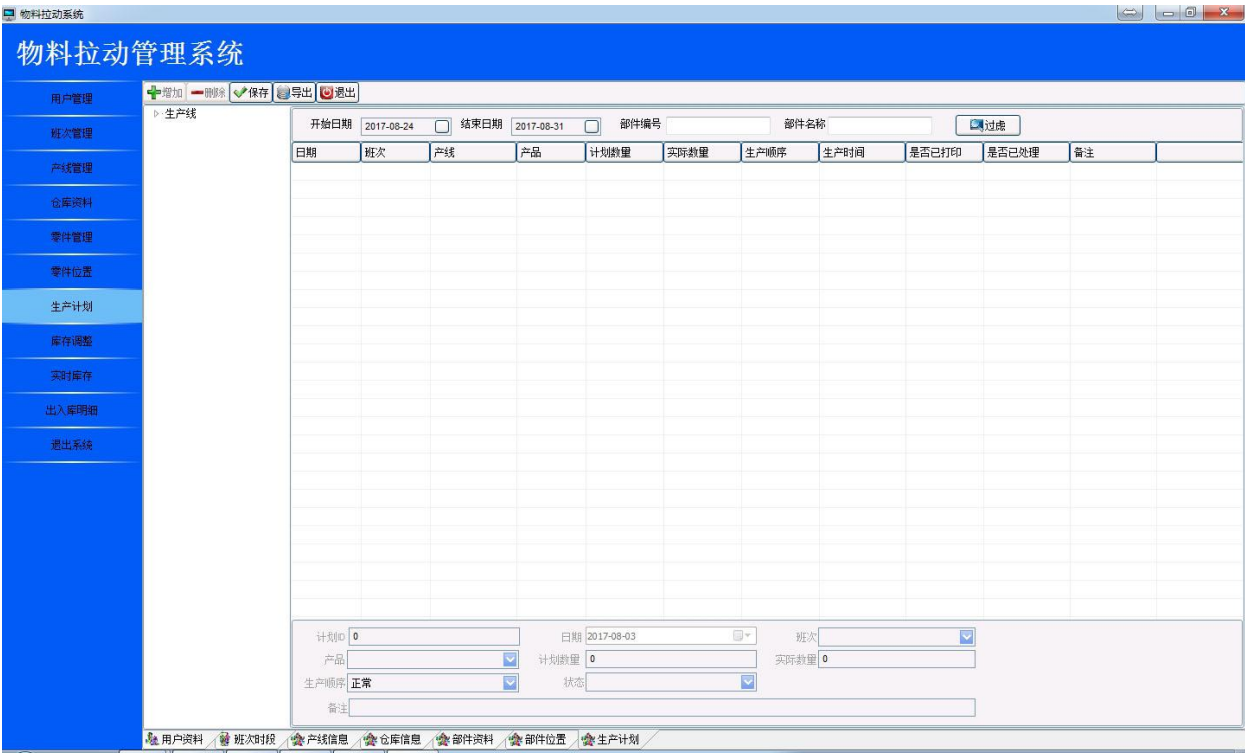 物料拉动系统
物料拉动管理系统
用户管理
班次管理
产线管理
仓库资料
零件管理
零件位置
生产计划
库存调整
实时库存
出入库明细
退出系统
增加 删除 保存 导出 退出
生产线
开始日期 2017-08-24 结束日期 2017-08-31 部件编号 部件名称 过虑
日期 班次 产线 产品 计划数量 实际数量 生产顺序 生产时间 是否已打印 是否已处理 备注
计划ID 0 日期 2017-08-03 班次
产品 计划数量 0 实际数量 0
生产顺序 正常 状态
备注
用户资料 班次时段 产线信息 仓库信息 部件资料 部件位置 生产计划